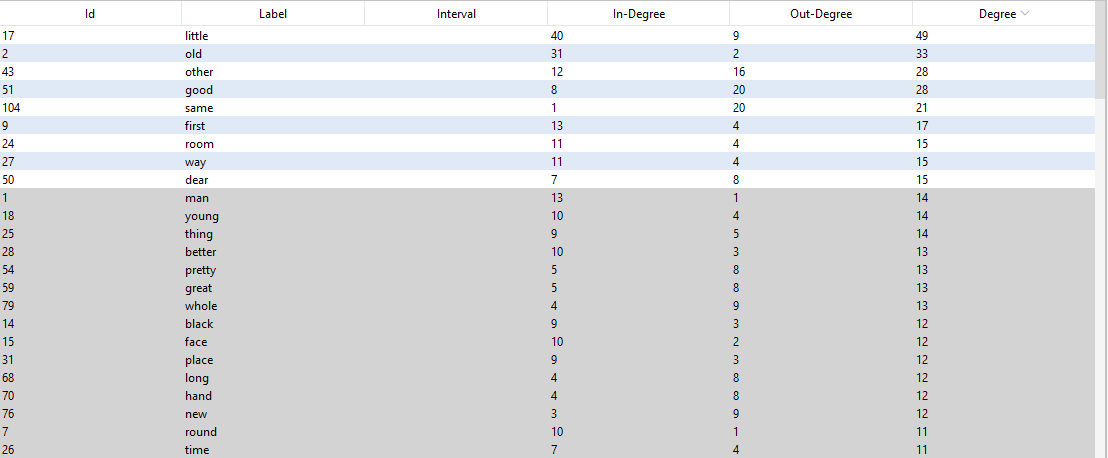 Id Label Interval In-Degree Out-Degree Degree
17 little 40 9 49
2 old 31 2 33
43 other 12 16 28
51 good 8 20 28
104 same 1 20 21
9 first 13 4 17
24 room 11 4 15
27 way 11 4 15
50 dear 7 8 15
1 man 13 1 14
18 young 10 4 14
25 thing 9 5 14
28 better 10 3 13
54 pretty 5 8 13
59 great 5 8 13
79 whole 4 9 13
14 black 9 3 12
15 face 10 2 12
31 place 9 3 12
68 long 4 8 12
70 hand 4 8 12
76 new 3 9 12
7 round 10 1 11
26 time 7 4 11